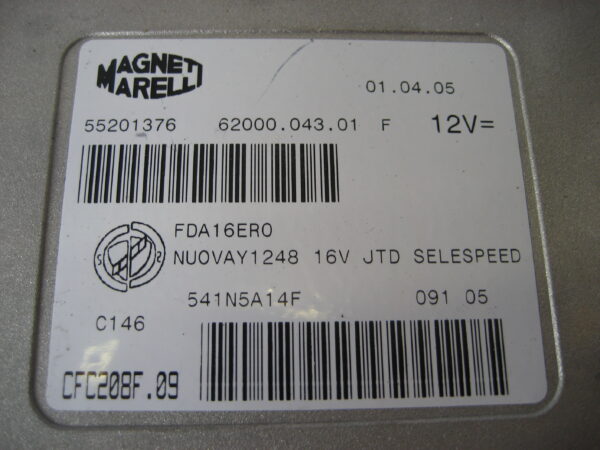 MAGNETI
MARELLI
01.04.05
55201376 62000.043.01 F 12V=
FDA16ERO
NUOVAY1248 16V JTD SELESPEED
541N5A14F 091 05
C146
CFC208F.09